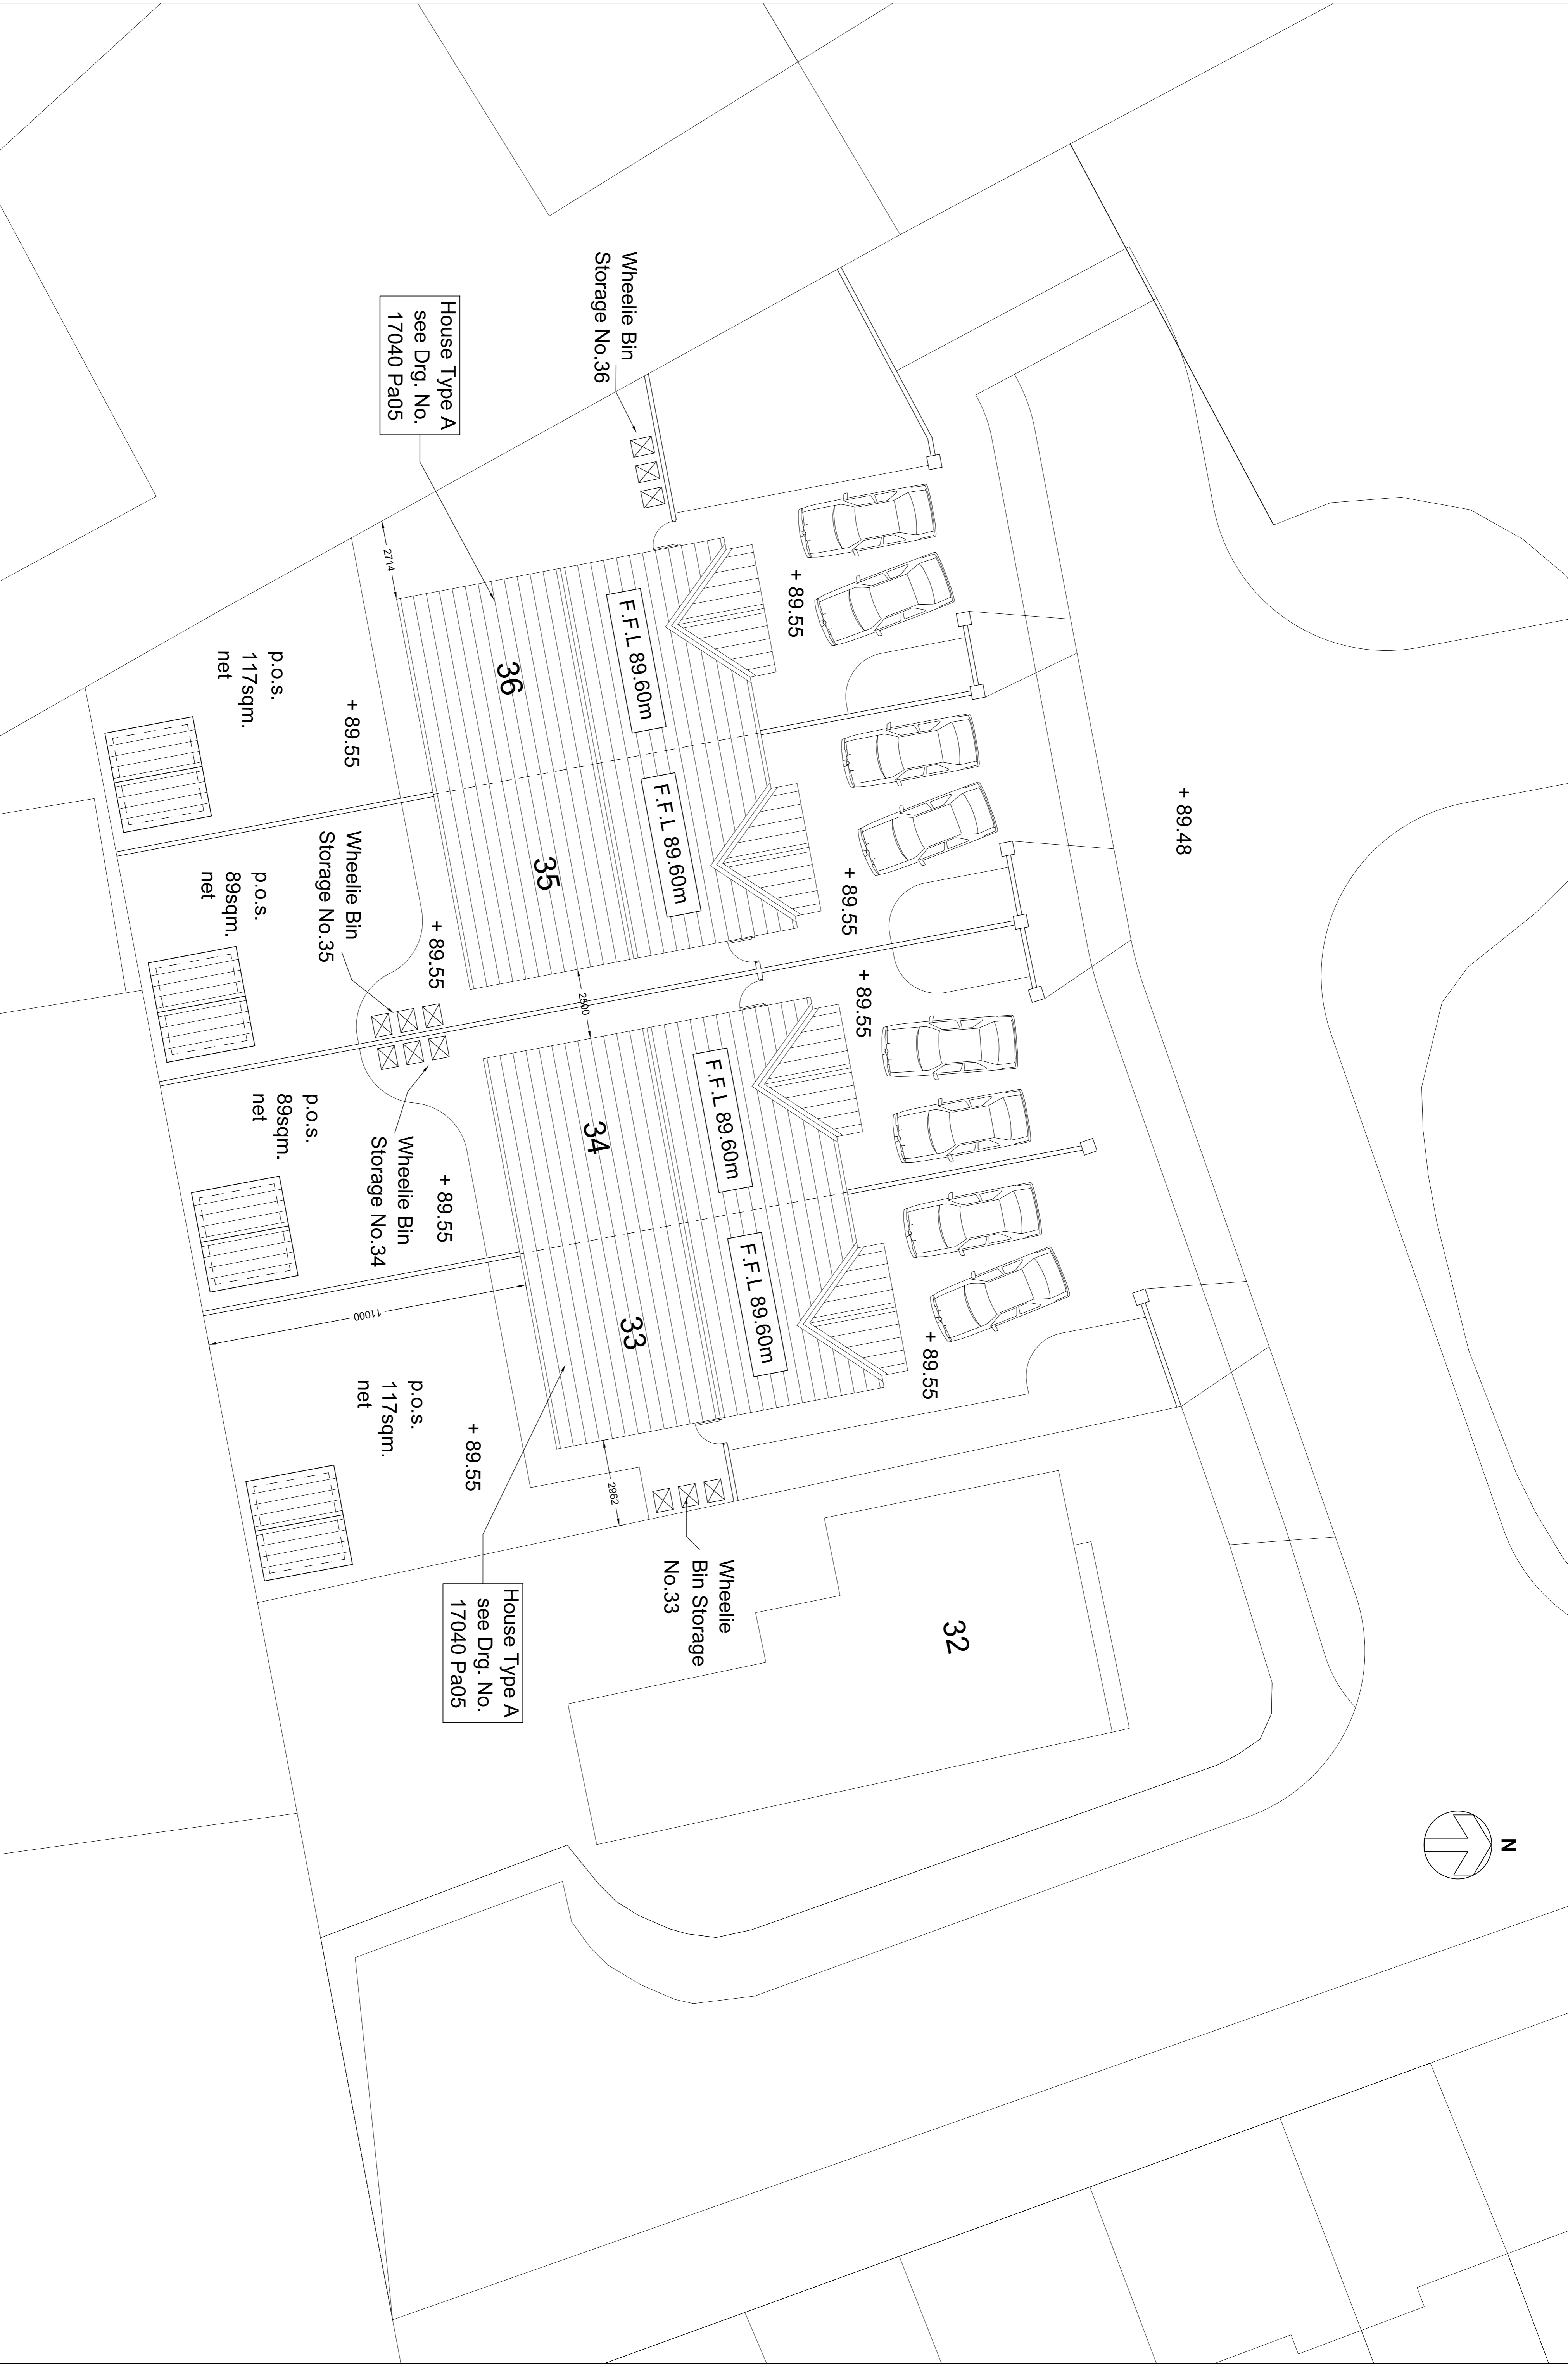 N
+ 89.48
32
+ 89.55
+ 89.55
+ 89.55
+ 89.55
Wheelie Bin
Storage No.36
F.F.L 89.60m
F.F.L 89.60m
F.F.L 89.60m
F.F.L 89.60m
36
35
34
33
Wheelie
Bin Storage
No.33
House Type A
see Drg. No.
17040 Pa05
2714
2500
2962
11000
+ 89.55
+ 89.55
+ 89.55
+ 89.55
Wheelie Bin
Storage No.35
Wheelie Bin
Storage No.34
House Type A
see Drg. No.
17040 Pa05
p.o.s.
117sqm.
net
p.o.s.
89sqm.
net
p.o.s.
89sqm.
net
p.o.s.
117sqm.
net